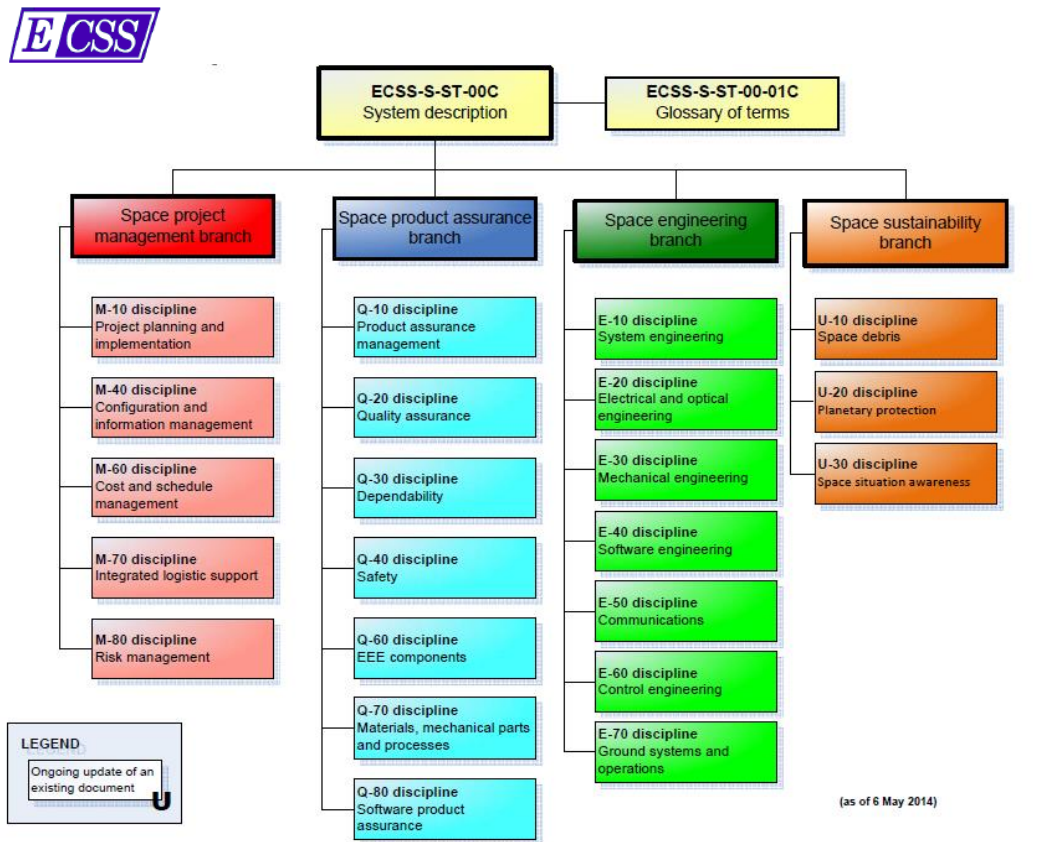 ECSS
ECSS-S-ST-00C
System description
ECSS-S-ST-00-01C
Glossary of terms
Space project
management branch
M-10 discipline
Project planning and
implementation
M-40 discipline
Configuration and
information management
M-60 discipline
Cost and schedule
management
M-70 discipline
Integrated logistic support
M-80 discipline
Risk management
Space product assurance
branch
Q-10 discipline
Product assurance
management
Q-20 discipline
Quality assurance
Q-30 discipline
Dependability
Q-40 discipline
Safety
Q-60 discipline
EEE components
Q-70 discipline
Materials, mechanical parts
and processes
Q-80 discipline
Software product
assurance
Space engineering
branch
E-10 discipline
System engineering
E-20 discipline
Electrical and optical
engineering
E-30 discipline
Mechanical engineering
E-40 discipline
Software engineering
E-50 discipline
Communications
E-60 discipline
Control engineering
E-70 discipline
Ground systems and
operations
Space sustainability
branch
U-10 discipline
Space debris
U-20 discipline
Planetary protection
U-30 discipline
Space situation awareness
LEGEND
Ongoing update of an
existing document
U
(as of 6 May 2014)